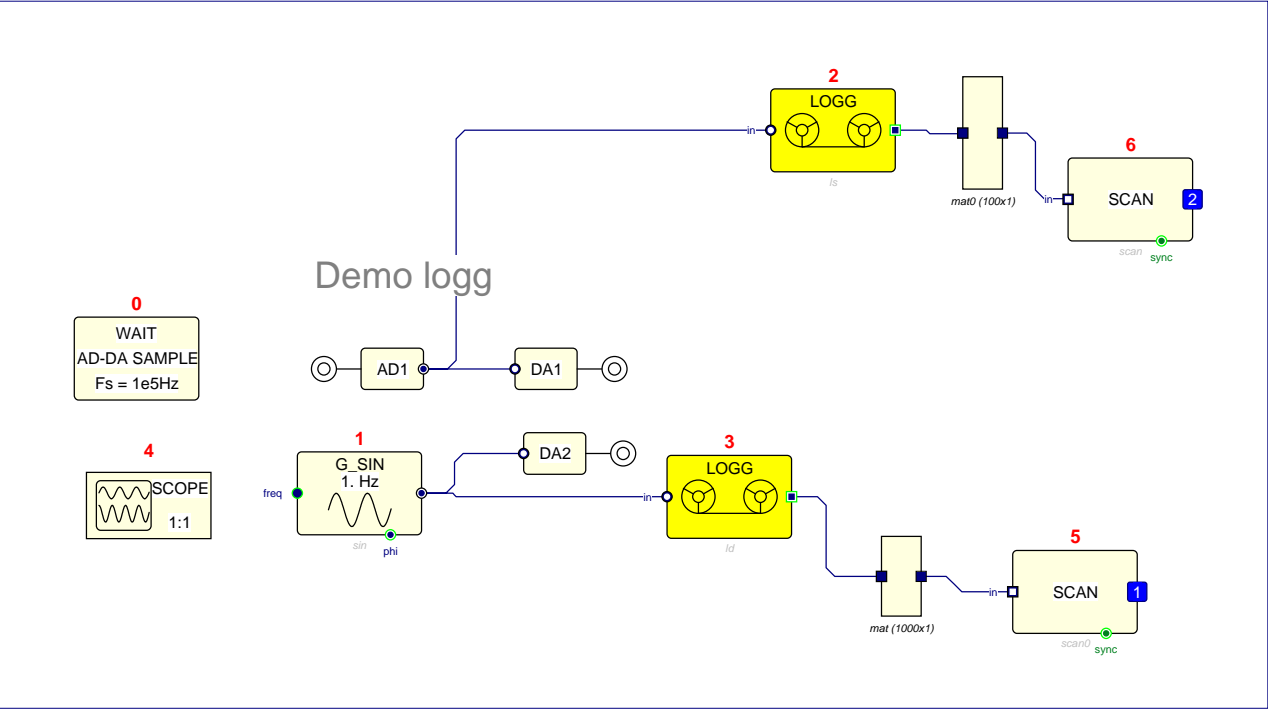 2
LOGG
in
ls
mat0 (100x1)
6
in
SCAN
2
scan
sync
Demo logg
0
WAIT
AD-DA SAMPLE
Fs = 1e5Hz
AD1
DA1
4
SCOPE
1:1
1
G_SIN
1. Hz
freq
sin
phi
DA2
3
LOGG
in
ld
mat (1000x1)
5
in
SCAN
1
scan0
sync